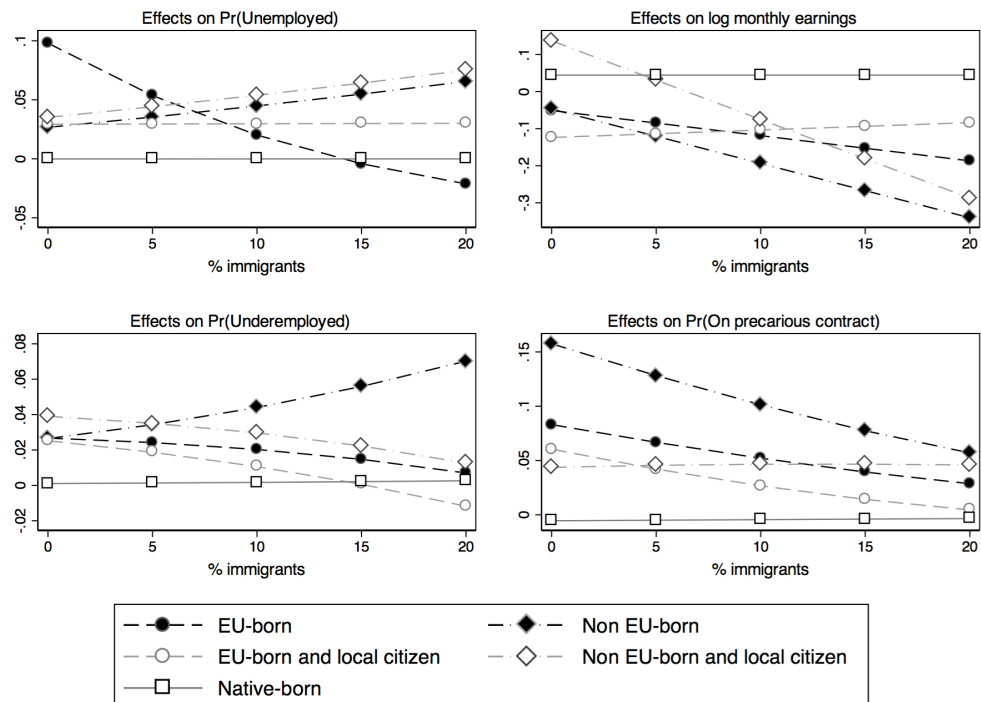 Effects on Pr(Unemployed)
.1
.05
0
-.05
0 5 10 15 20
% immigrants
Effects on log monthly earnings
.1
0
-.1
-.2
-.3
0 5 10 15 20
% immigrants
Effects on Pr(Underemployed)
.08
.06
.04
.02
0
-.02
0 5 10 15 20
% immigrants
Effects on Pr(On precarious contract)
.15
.1
.05
0
0 5 10 15 20
% immigrants
EU-born
Non EU-born
EU-born and local citizen
Non EU-born and local citizen
Native-born